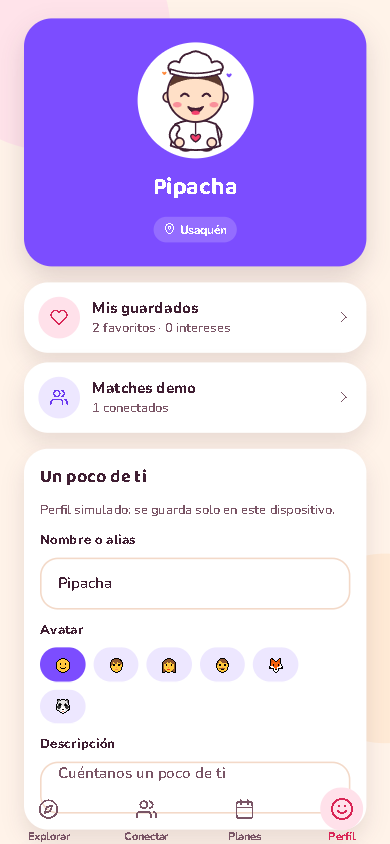 Pipacha
Usaquén
Mis guardados
2 favoritos · 0 intereses
Matches demo
1 conectados
Un poco de ti
Perfil simulado: se guarda solo en este dispositivo.
Nombre o alias
Pipacha
Avatar
Descripción
Cuéntanos un poco de ti
Explorar Conectar Planes Perfil